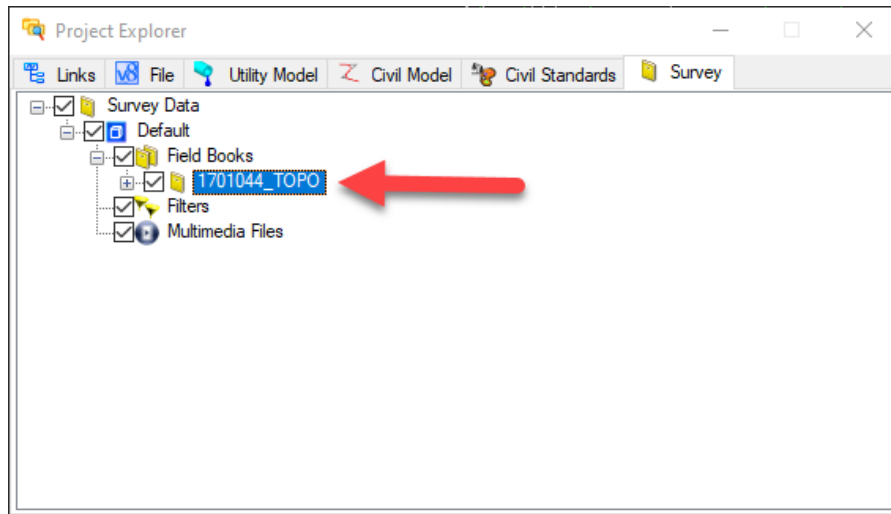 Project Explorer
Links File Utility Model Civil Model Civil Standards Survey
Survey Data
Default
Field Books
1701044_TOPO
Filters
Multimedia Files